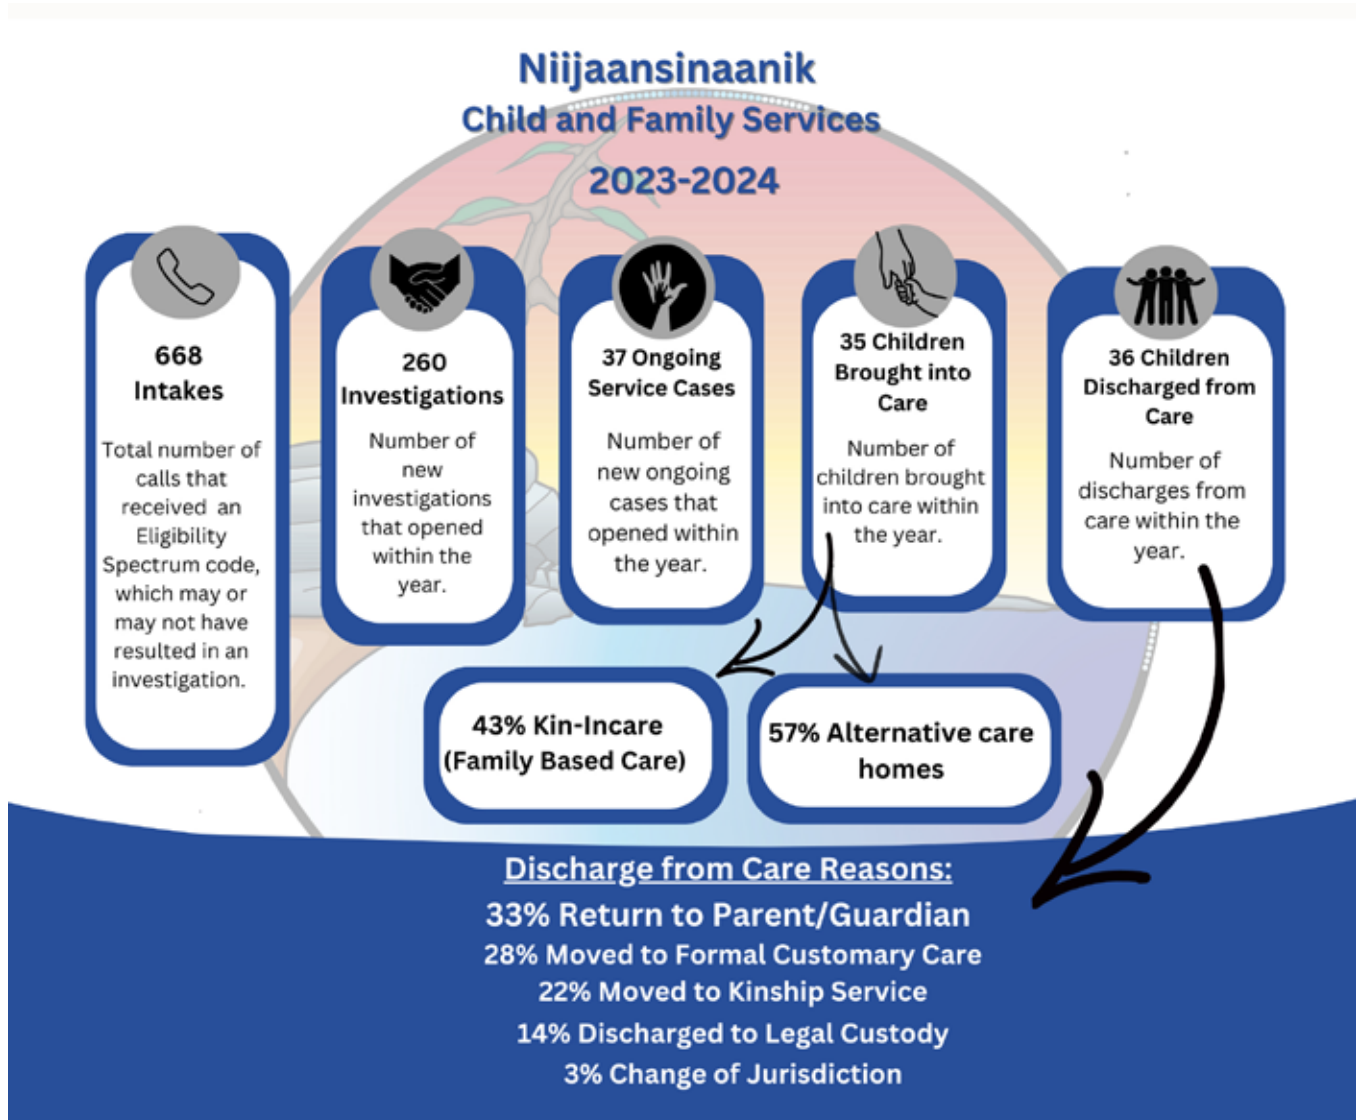 Niijaansinaanik
Child and Family Services
2023-2024
668
Intakes
Total number of
calls that
received an
Eligibility
Spectrum code,
which may or
may not have
resulted in an
investigation.
260
Investigations
Number of
new
investigations
that opened
within the
year.
37 Ongoing
Service Cases
Number of
new ongoing
cases that
opened within
the year.
35 Children
Brought into
Care
Number of
children brought
into care within
the year.
36 Children
Discharged from
Care
Number of
discharges from
care within the
year.
43% Kin-Incare
(Family Based Care)
57% Alternative care
homes
Discharge from Care Reasons:
33% Return to Parent/Guardian
28% Moved to Formal Customary Care
22% Moved to Kinship Service
14% Discharged to Legal Custody
3% Change of Jurisdiction